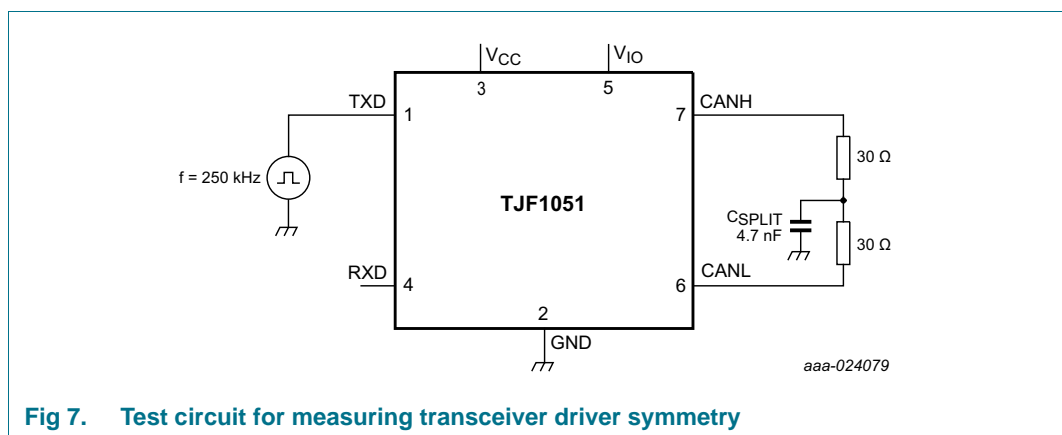 VCC
VIO
TXD
3
5
CANH
1
7
30 Ω
f = 250 kHz
TJF1051
CSPLIT
4.7 nF
30 Ω
RXD
CANL
4
6
2
GND
aaa-024079
Fig 7. Test circuit for measuring transceiver driver symmetry